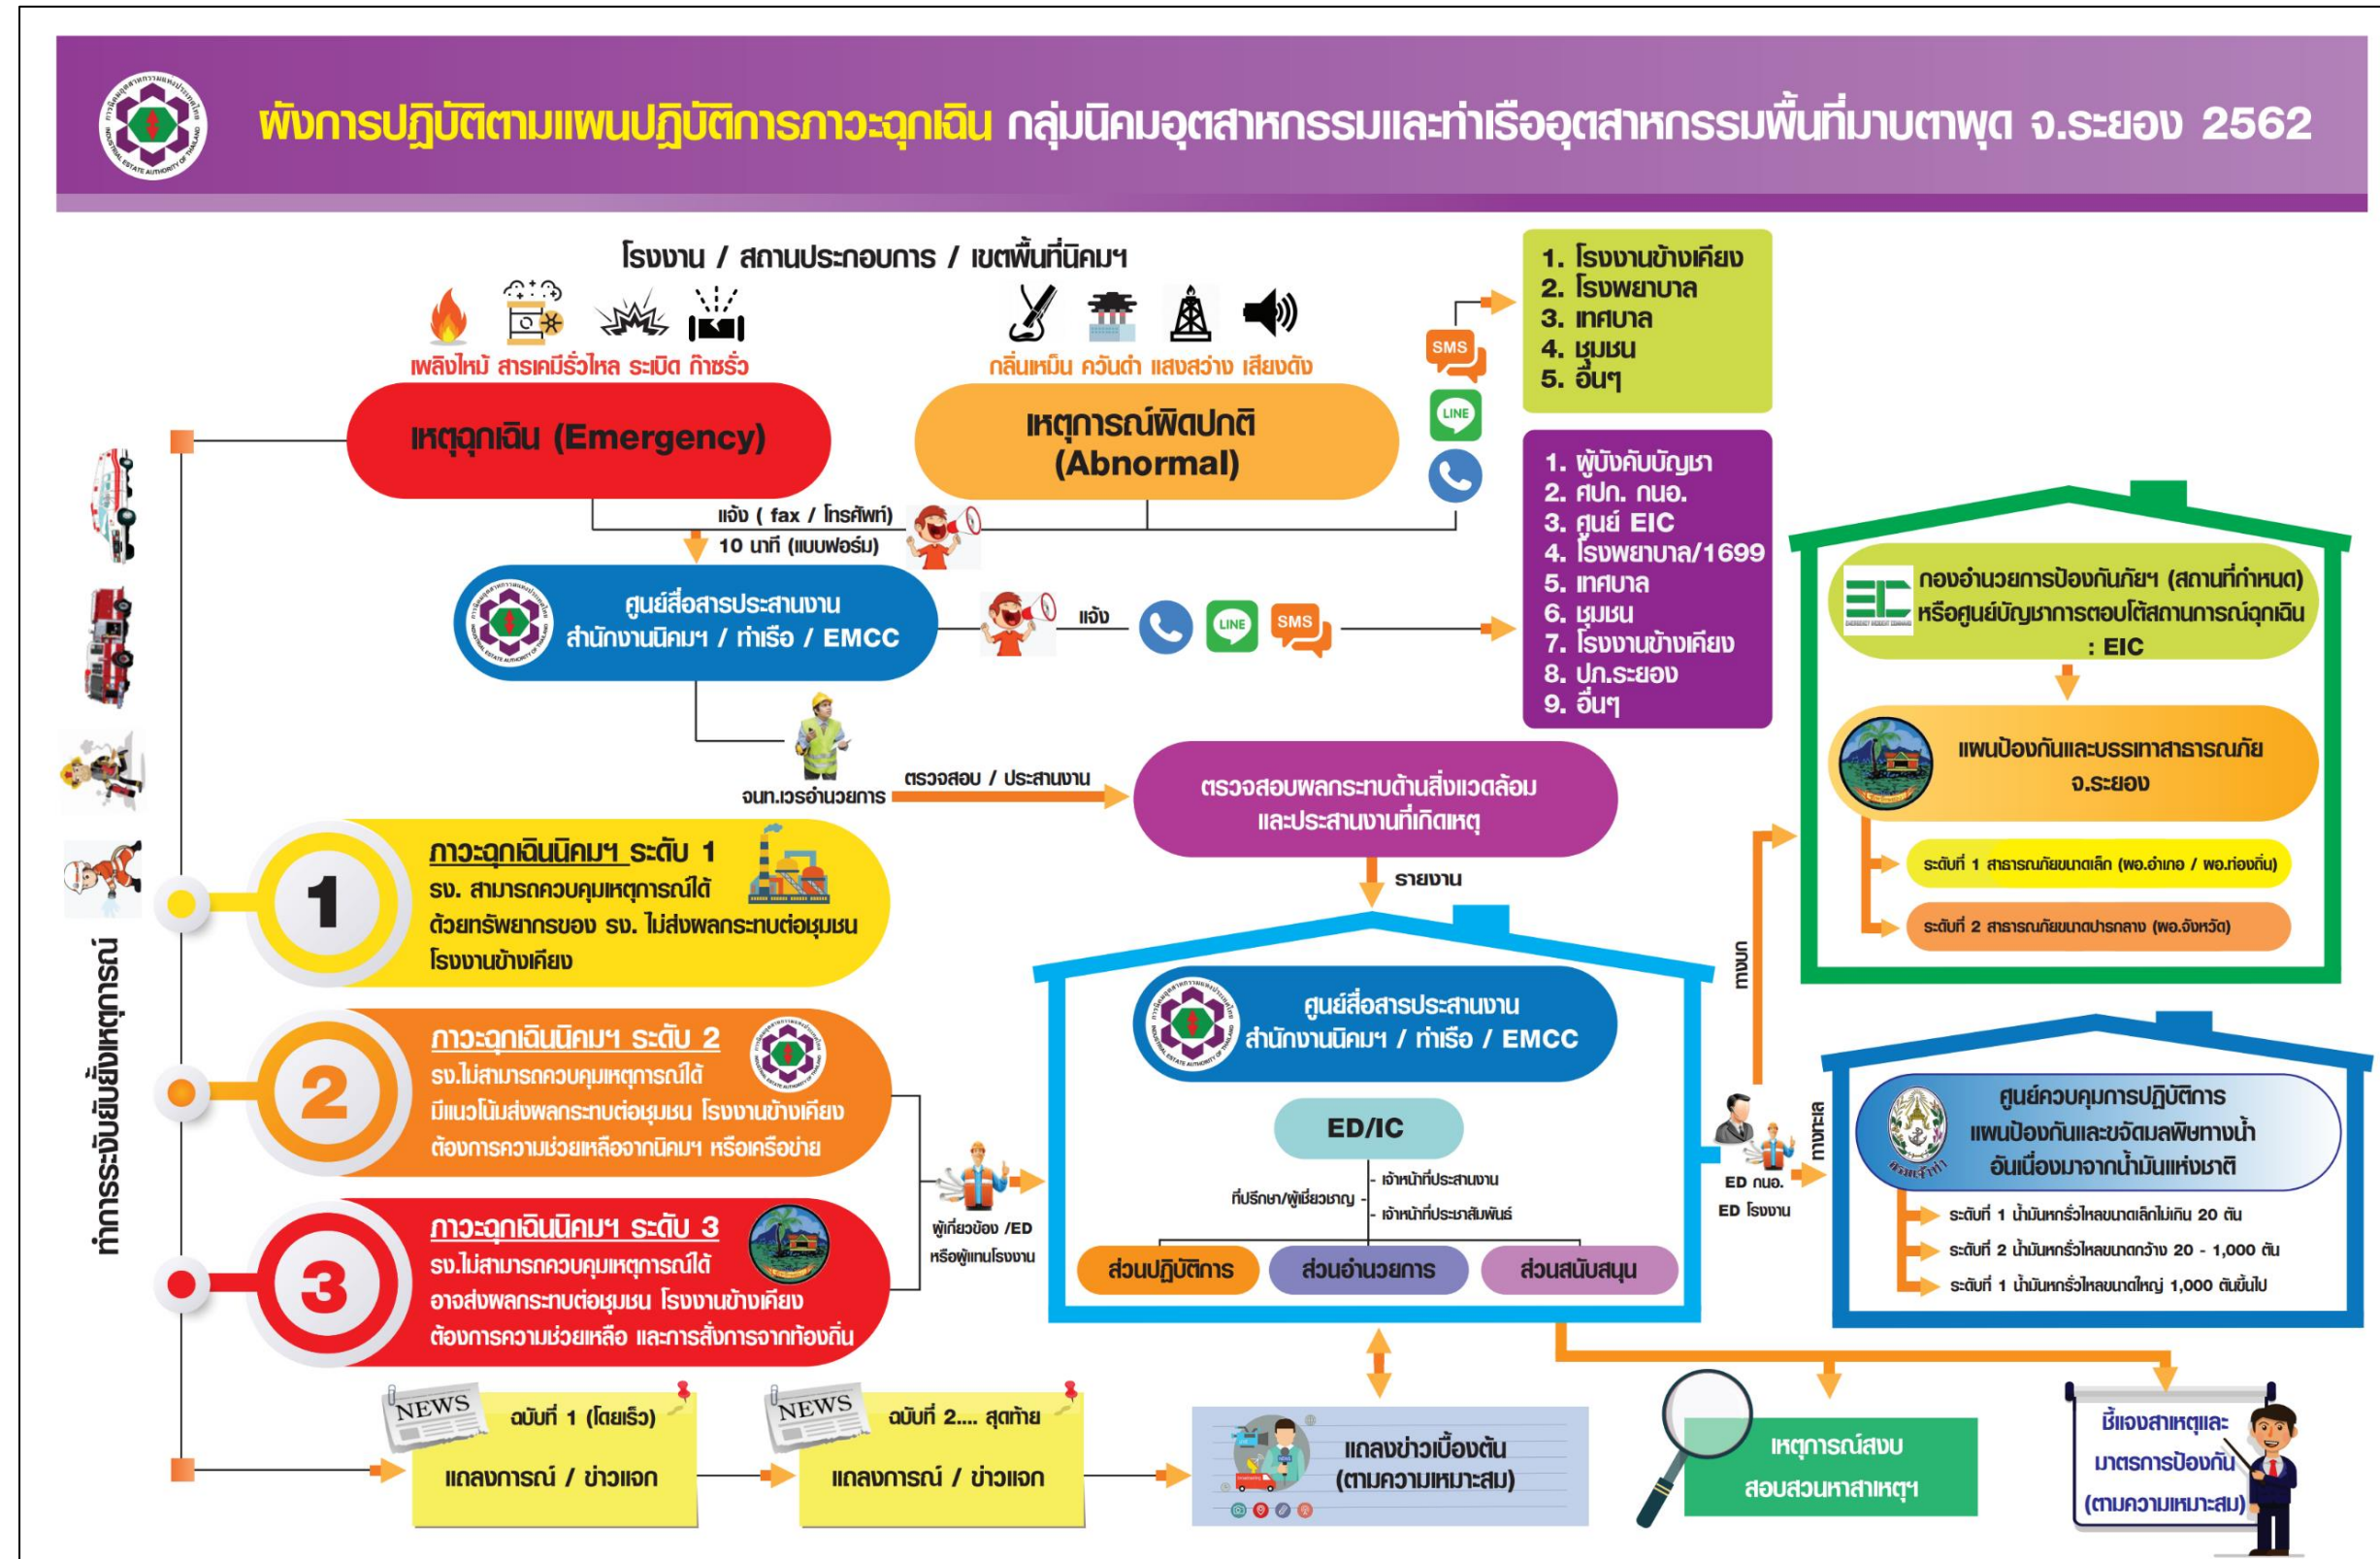 ผังการปฏิบัติตามแผนปฏิบัติการภาวะฉุกเฉิน กลุ่มนิคมอุตสาหกรรมและท่าเรืออุตสาหกรรมพื้นที่มาบตาพุด จ.ระยอง 2562
โรงงาน / สถานประกอบการ / เขตพื้นที่นิคมฯ
เพลิงไหม้ สารเคมีรั่วไหล ระเบิด ก๊าซรั่ว
กลิ่นเหม็น ควันดำ แสงสว่าง เสียงดัง
เหตุฉุกเฉิน (Emergency)
เหตุการณ์ผิดปกติ
(Abnormal)
SMS
LINE
1. โรงงานข้างเคียง
2. โรงพยาบาล
3. เทศบาล
4. ชุมชน
5. อื่นๆ
แจ้ง ( fax / โทรศัพท์)
10 นาที (แบบฟอร์ม)
ศูนย์สื่อสารประสานงาน
สำนักงานนิคมฯ / ท่าเรือ / EMCC
แจ้ง
LINE
SMS
1. ผู้บังคับบัญชา
2. ศปก. กนอ.
3. ศูนย์ EIC
4. โรงพยาบาล/1699
5. เทศบาล
6. ชุมชน
7. โรงงานข้างเคียง
8. ปภ.ระยอง
9. อื่นๆ
จนท.เวรอำนวยการ
ตรวจสอบ / ประสานงาน
ตรวจสอบผลกระทบด้านสิ่งแวดล้อม
และประสานงานที่เกิดเหตุ
รายงาน
ทำการระงับยับยั้งเหตุการณ์
1
ภาวะฉุกเฉินนิคมฯ ระดับ 1
รง. สามารถควบคุมเหตุการณ์ได้
ด้วยทรัพยากรของ รง. ไม่ส่งผลกระทบต่อชุมชน
โรงงานข้างเคียง
2
ภาวะฉุกเฉินนิคมฯ ระดับ 2
รง.ไม่สามารถควบคุมเหตุการณ์ได้
มีแนวโน้มส่งผลกระทบต่อชุมชน โรงงานข้างเคียง
ต้องการความช่วยเหลือจากนิคมฯ หรือเครือข่าย
3
ภาวะฉุกเฉินนิคมฯ ระดับ 3
รง.ไม่สามารถควบคุมเหตุการณ์ได้
อาจส่งผลกระทบต่อชุมชน โรงงานข้างเคียง
ต้องการความช่วยเหลือ และการสั่งการจากท้องถิ่น
ผู้เกี่ยวข้อง /ED
หรือผู้แทนโรงงาน
ศูนย์สื่อสารประสานงาน
สำนักงานนิคมฯ / ท่าเรือ / EMCC
ED/IC
ที่ปรึกษา/ผู้เชี่ยวชาญ -
- เจ้าหน้าที่ประสานงาน
- เจ้าหน้าที่ประชาสัมพันธ์
ส่วนปฏิบัติการ
ส่วนอำนวยการ
ส่วนสนับสนุน
ทางบก
ทางทะเล
ED กนอ.
ED โรงงาน
กองอำนวยการป้องกันภัยฯ (สถานที่กำหนด)
หรือศูนย์บัญชาการตอบโต้สถานการณ์ฉุกเฉิน
: EIC
แผนป้องกันและบรรเทาสาธารณภัย
จ.ระยอง
ระดับที่ 1 สาธารณภัยขนาดเล็ก (ผอ.อำเภอ / ผอ.ท่องถิ่น)
ระดับที่ 2 สาธารณภัยขนาดปารกลาง (ผอ.จังหวัด)
กรมเจ้าท่า
ศูนย์ควบคุมการปฏิบัติการ
แผนป้องกันและขจัดมลพิษทางน้ำ
อันเนื่องมาจากน้ำมันแห่งชาติ
ระดับที่ 1 น้ำมันหกรั่วไหลขนาดเล็กไม่เกิน 20 ตัน
ระดับที่ 2 น้ำมันหกรั่วไหลขนาดกว้าง 20 - 1,000 ตัน
ระดับที่ 1 น้ำมันหกรั่วไหลขนาดใหญ่ 1,000 ตันขึ้นไป
NEWS
ฉบับที่ 1 (โดยเร็ว)
แถลงการณ์ / ข่าวแจก
NEWS
ฉบับที่ 2.... สุดท้าย
แถลงการณ์ / ข่าวแจก
แถลงข่าวเบื้องต้น
(ตามความเหมาะสม)
เหตุการณ์สงบ
สอบสวนหาสาเหตุฯ
ชี้แจงสาเหตุและ
มาตรการป้องกัน
(ตามความเหมาะสม)